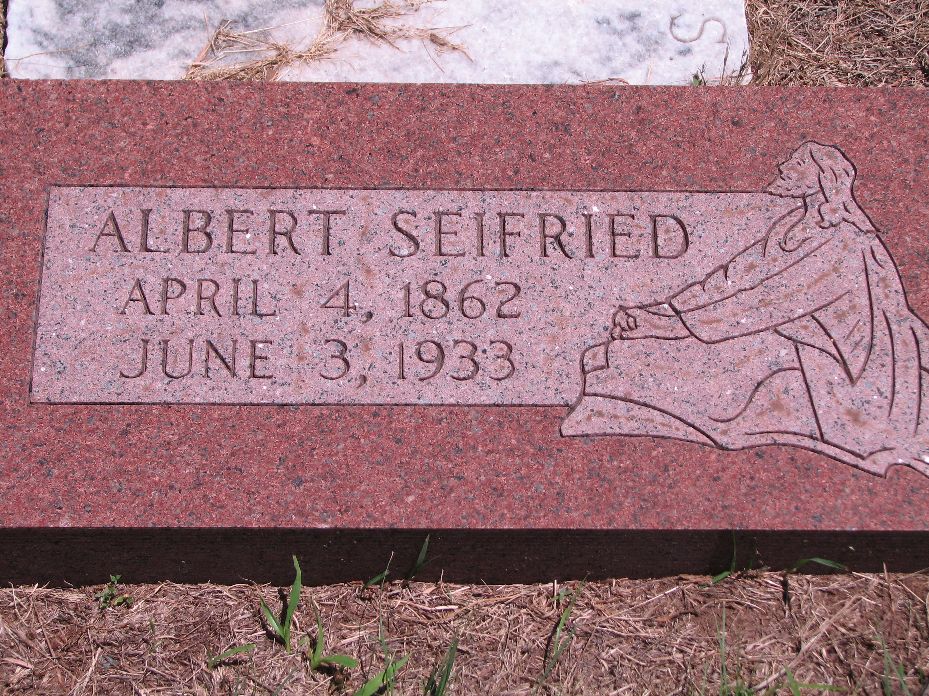 S
ALBERT SEIFRIED
APRIL 4, 1862
JUNE 3, 1933